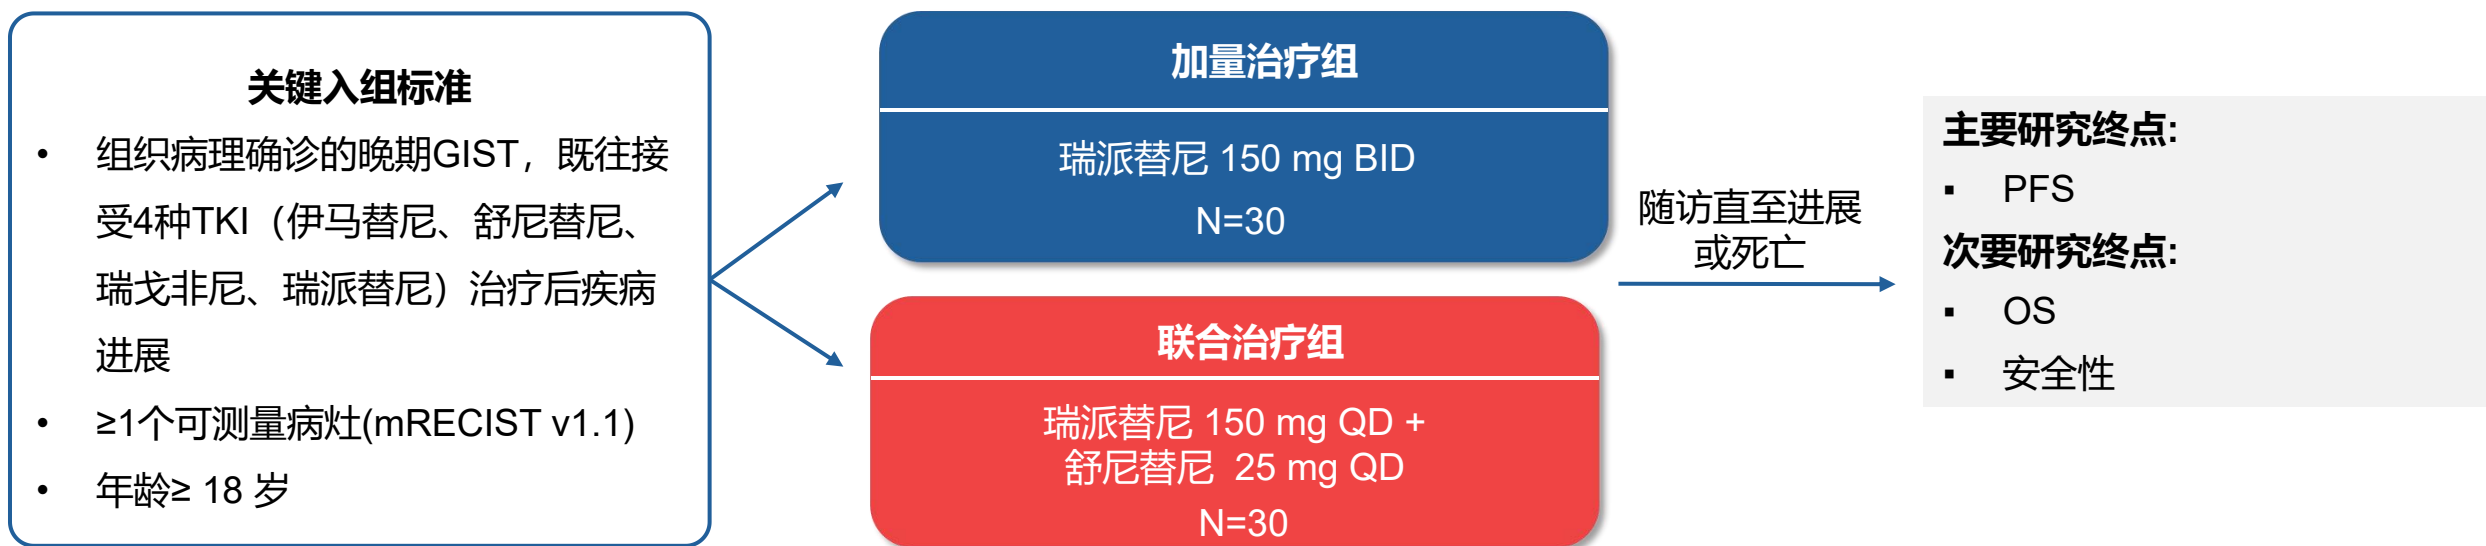 关键入组标准
• 组织病理确诊的晚期GIST，既往接
受4种TKI（伊马替尼、舒尼替尼、
瑞戈非尼、瑞派替尼）治疗后疾病
进展
• ≥1个可测量病灶(mRECIST v1.1)
• 年龄≥ 18 岁
加量治疗组
瑞派替尼 150 mg BID
N=30
联合治疗组
瑞派替尼 150 mg QD +
舒尼替尼 25 mg QD
N=30
随访直至进展
或死亡
主要研究终点:
▪ PFS
次要研究终点:
▪ OS
▪ 安全性